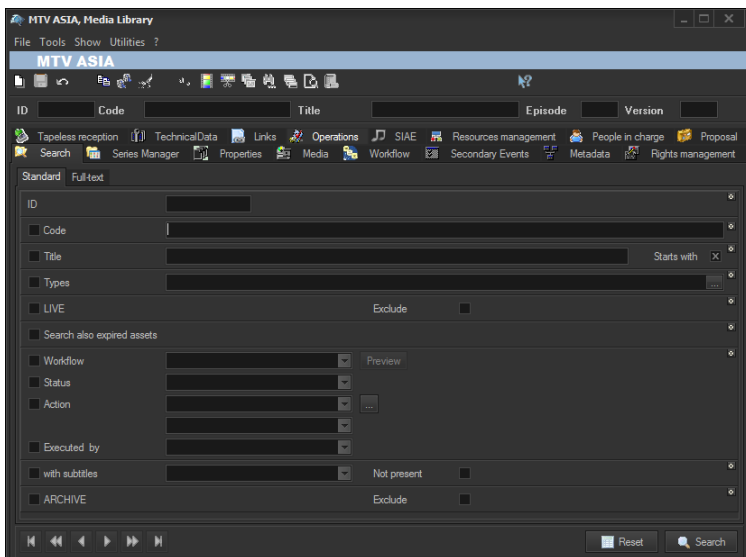 MTV ASIA, Media Library
File Tools Show Utilities ?
MTV ASIA
ID Code Title Episode Version
Tapeless reception TechnicalData Links Operations SIAE Resources management People in charge Proposal
Search Series Manager Properties Media Workflow Secondary Events Metadata Rights management
Standard Full-text
ID
Code
Title Starts with
Types ...
LIVE Exclude
Search also expired assets
Workflow Preview
Status
Action ...
Executed by
with subtitles Not present
ARCHIVE Exclude
Reset Search